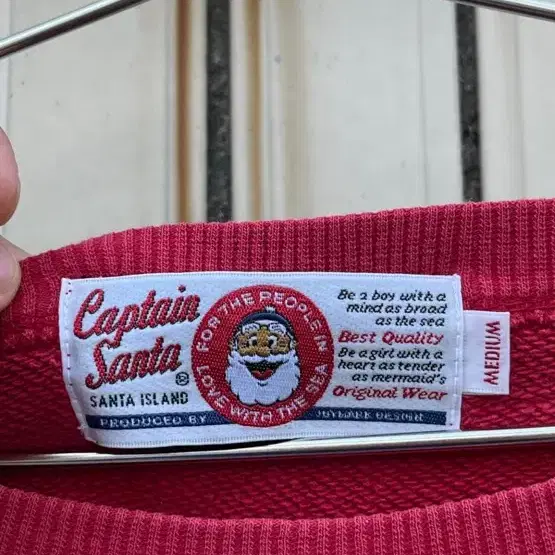 Captain
Santa
©
SANTA ISLAND
PRODUCED BY JOYMARK DESIGN
FOR THE PEOPLE IN
LOVE WITH THE SEA
Be a boy with a
mind as broad
as the sea
Best Quality
Be a girl with a
heart as tender
as mermaid's
Original Wear
MEDIUM